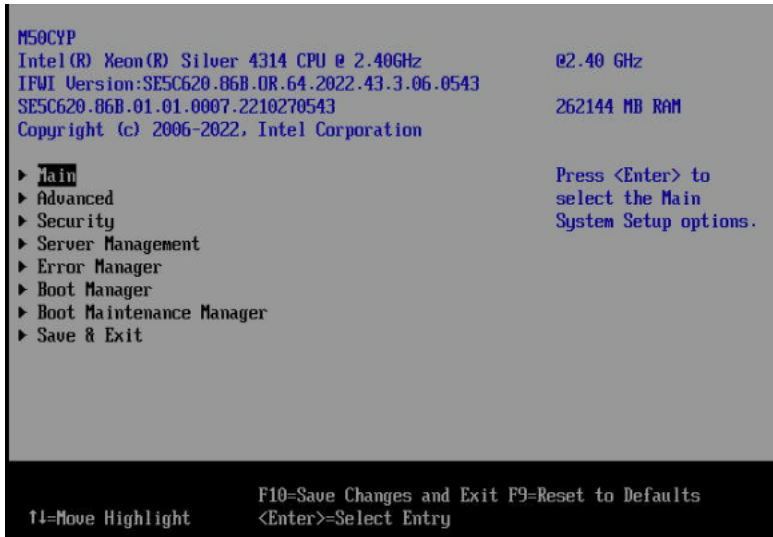 M50CYP
Intel(R) Xeon(R) Silver 4314 CPU @ 2.40GHz @2.40 GHz
IFWI Version:SE5C620.86B.OR.64.2022.43.3.06.0543
SE5C620.86B.01.01.0007.2210270543 262144 MB RAM
Copyright (c) 2006-2022, Intel Corporation
▶ Main Press <Enter> to
▶ Advanced select the Main
▶ Security System Setup options.
▶ Server Management
▶ Error Manager
▶ Boot Manager
▶ Boot Maintenance Manager
▶ Save & Exit
F10=Save Changes and Exit F9=Reset to Defaults
↑↓=Move Highlight <Enter>=Select Entry